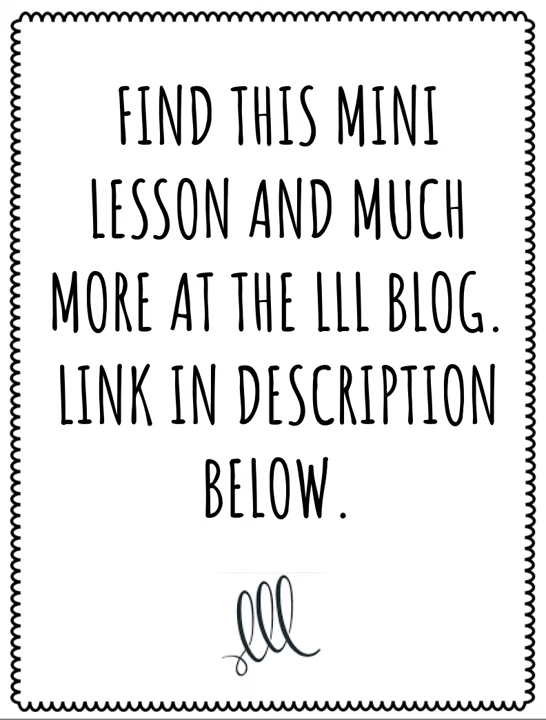 FIND THIS MINI
LESSON AND MUCH
MORE AT THE LLL BLOG.
LINK IN DESCRIPTION
BELOW.
lll